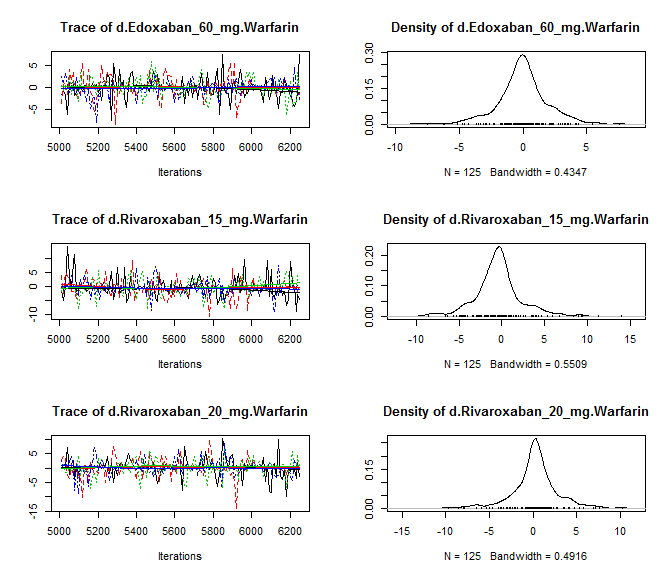 Trace of d.Edoxaban_60_mg.Warfarin
5
0
-5
5000 5200 5400 5600 5800 6000 6200
Iterations
Density of d.Edoxaban_60_mg.Warfarin
0.30
0.15
0.00
-10 -5 0 5
N = 125 Bandwidth = 0.4347
Trace of d.Rivaroxaban_15_mg.Warfarin
5
0
-10
5000 5200 5400 5600 5800 6000 6200
Iterations
Density of d.Rivaroxaban_15_mg.Warfarin
0.20
0.10
0.00
-10 -5 0 5 10 15
N = 125 Bandwidth = 0.5509
Trace of d.Rivaroxaban_20_mg.Warfarin
5
-5
-15
5000 5200 5400 5600 5800 6000 6200
Iterations
Density of d.Rivaroxaban_20_mg.Warfarin
0.15
0.00
-15 -10 -5 0 5 10
N = 125 Bandwidth = 0.4916